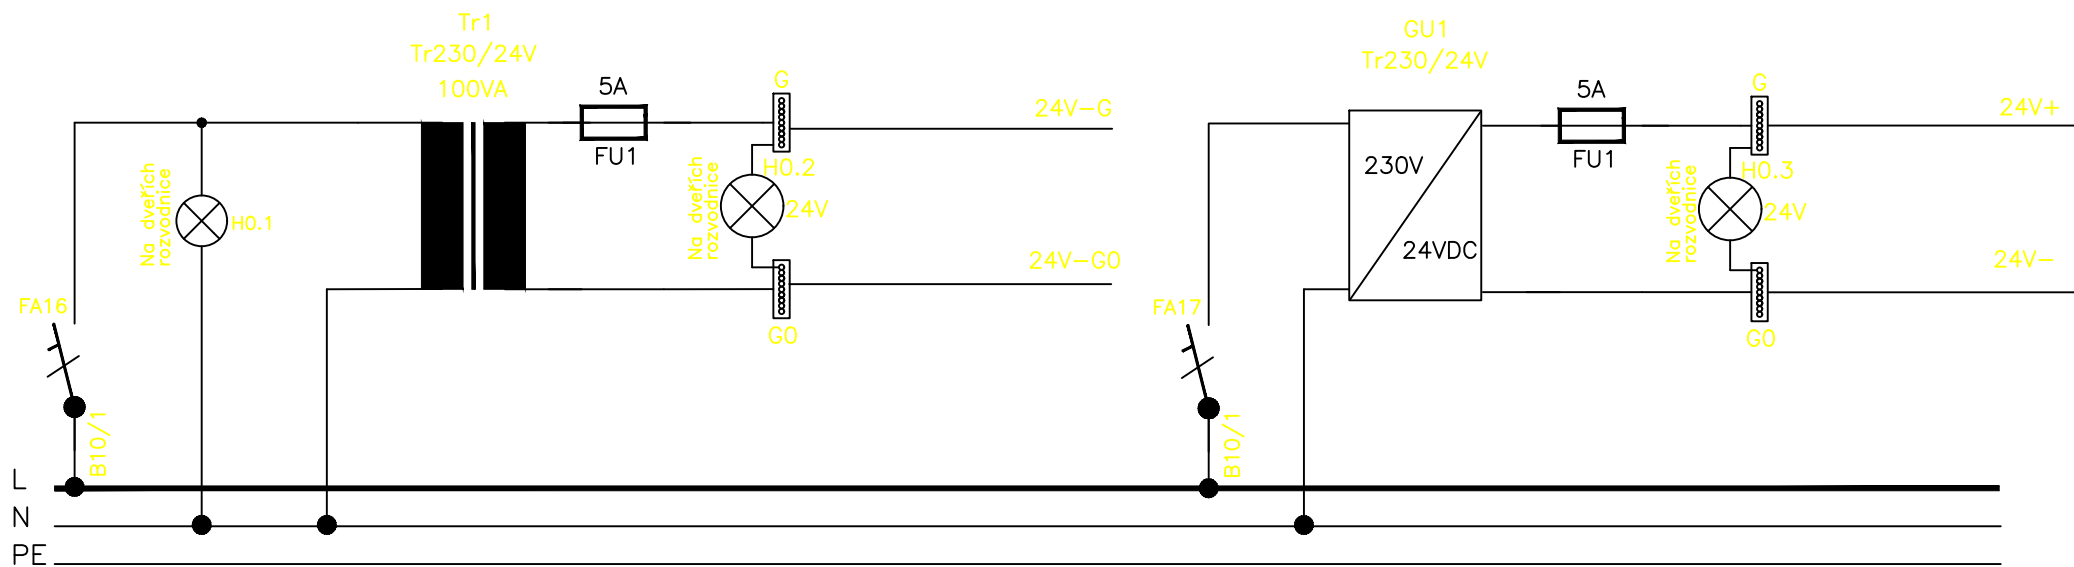 Tr1
Tr230/24V
100VA
5A
FU1
G
H0.2
24V
G0
24V-G
24V-G0
Na dveřích
rozvodnice
Na dveřích
rozvodnice
H0.1
FA16
B10/1
GU1
Tr230/24V
230V
24VDC
5A
FU1
G
H0.3
24V
G0
24V+
24V-
Na dveřích
rozvodnice
FA17
B10/1
L
N
PE